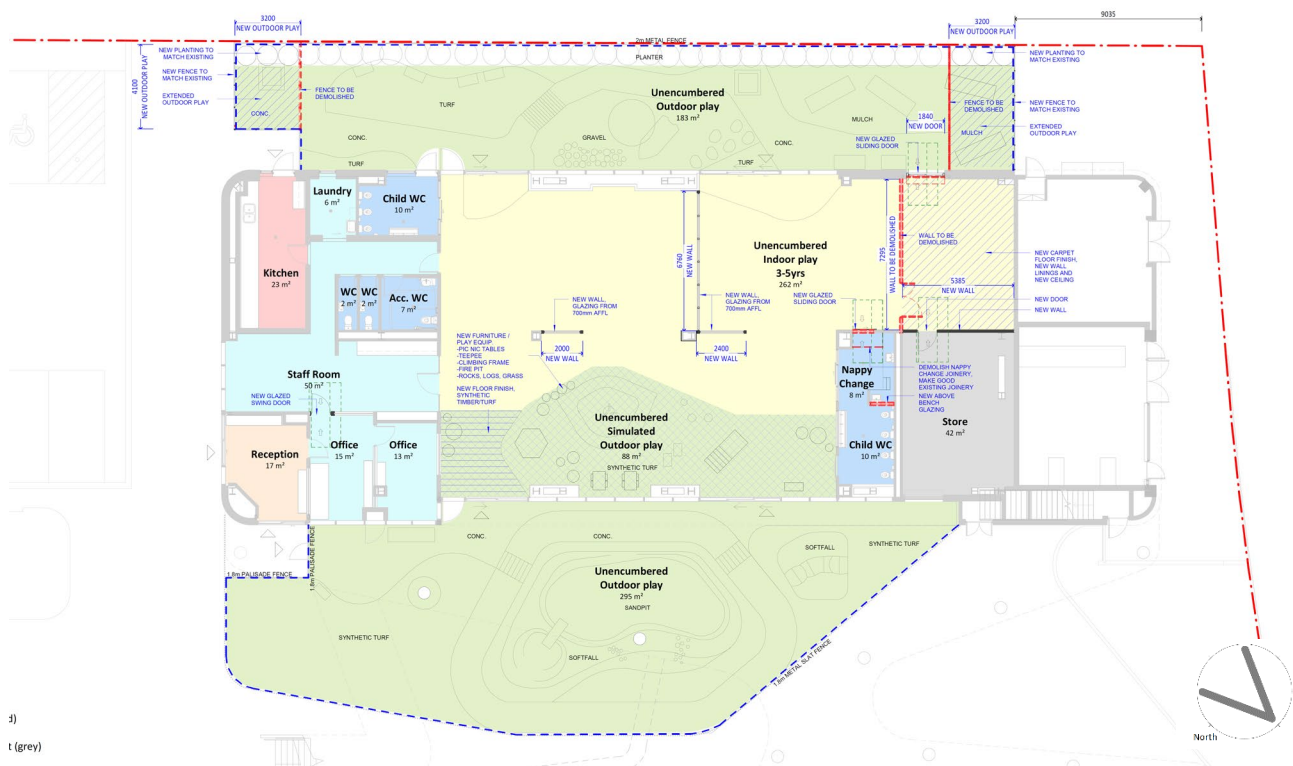 3200
NEW OUTDOOR PLAY
3200
NEW OUTDOOR PLAY
9035
2m METAL FENCE
PLANTER
NEW PLANTING TO
MATCH EXISTING
NEW FENCE TO
MATCH EXISTING
EXTENDED
OUTDOOR PLAY
4100
NEW OUTDOOR PLAY
CONC.
FENCE TO BE
DEMOLISHED
TURF
CONC.
TURF
GRAVEL
Unencumbered
Outdoor play
183 m²
MULCH
CONC.
TURF
1840
NEW DOOR
NEW GLAZED
SLIDING DOOR
FENCE TO BE
DEMOLISHED
MULCH
NEW PLANTING TO
MATCH EXISTING
NEW FENCE TO
MATCH EXISTING
EXTENDED
OUTDOOR PLAY
Laundry
6 m²
Child WC
10 m²
Kitchen
23 m²
WC
2 m²
WC
2 m²
Acc. WC
7 m²
6760
NEW WALL
Unencumbered
Indoor play
3-5yrs
262 m²
7295
WALL TO BE DEMOLISHED
WALL TO BE
DEMOLISHED
NEW CARPET
FLOOR FINISH,
NEW WALL
LININGS AND
NEW CEILING
5385
NEW WALL
NEW DOOR
NEW WALL
NEW WALL,
GLAZING FROM
700mm AFFL
NEW WALL,
GLAZING FROM
700mm AFFL
NEW GLAZED
SLIDING DOOR
2000
NEW WALL
2400
NEW WALL
NEW FURNITURE /
PLAY EQUIP.
-PIC NIC TABLES
-TEEPEE
-CLIMBING FRAME
-FIRE PIT
-ROCKS, LOGS, GRASS
NEW FLOOR FINISH,
SYNTHETIC
TIMBER/TURF
Staff Room
50 m²
NEW GLAZED
SWING DOOR
Nappy
Change
8 m²
DEMOLISH NAPPY
CHANGE JOINERY,
MAKE GOOD
EXISTING JOINERY
NEW ABOVE
BENCH
GLAZING
Reception
17 m²
Office
15 m²
Office
13 m²
Unencumbered
Simulated
Outdoor play
88 m²
SYNTHETIC TURF
Child WC
10 m²
Store
42 m²
1.8m PALISADE FENCE
1.8m PALISADE FENCE
CONC.
CONC.
SOFTFALL
SYNTHETIC TURF
Unencumbered
Outdoor play
295 m²
SANDPIT
SYNTHETIC TURF
SOFTFALL
1.8m METAL SLAT FENCE
d)
t (grey)
North